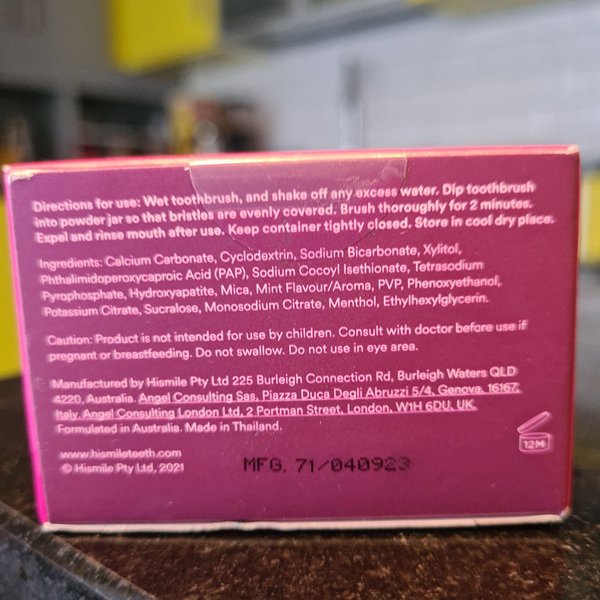 Directions for use: Wet toothbrush, and shake off any excess water. Dip toothbrush
into powder jar so that bristles are evenly covered. Brush thoroughly for 2 minutes.
Expel and rinse mouth after use. Keep container tightly closed. Store in cool dry place.
Ingredients: Calcium Carbonate, Cyclodextrin, Sodium Bicarbonate, Xylitol,
Phthalimidoperoxycaproic Acid (PAP), Sodium Cocoyl Isethionate, Tetrasodium
Pyrophosphate, Hydroxyapatite, Mica, Mint Flavour/Aroma, PVP, Phenoxyethanol,
Potassium Citrate, Sucralose, Monosodium Citrate, Menthol, Ethylhexylglycerin.
Caution: Product is not intended for use by children. Consult with doctor before use if
pregnant or breastfeeding. Do not swallow. Do not use in eye area.
Manufactured by Hismile Pty Ltd 225 Burleigh Connection Rd, Burleigh Waters QLD
4220, Australia. Angel Consulting Sas, Piazza Duca Degli Abruzzi 5/4, Genova, 16167,
Italy. Angel Consulting London Ltd, 2 Portman Street, London, W1H 6DU, UK.
Formulated in Australia. Made in Thailand.
12M
www.hismileteeth.com
© Hismile Pty Ltd, 2021
MFG. 71/040923